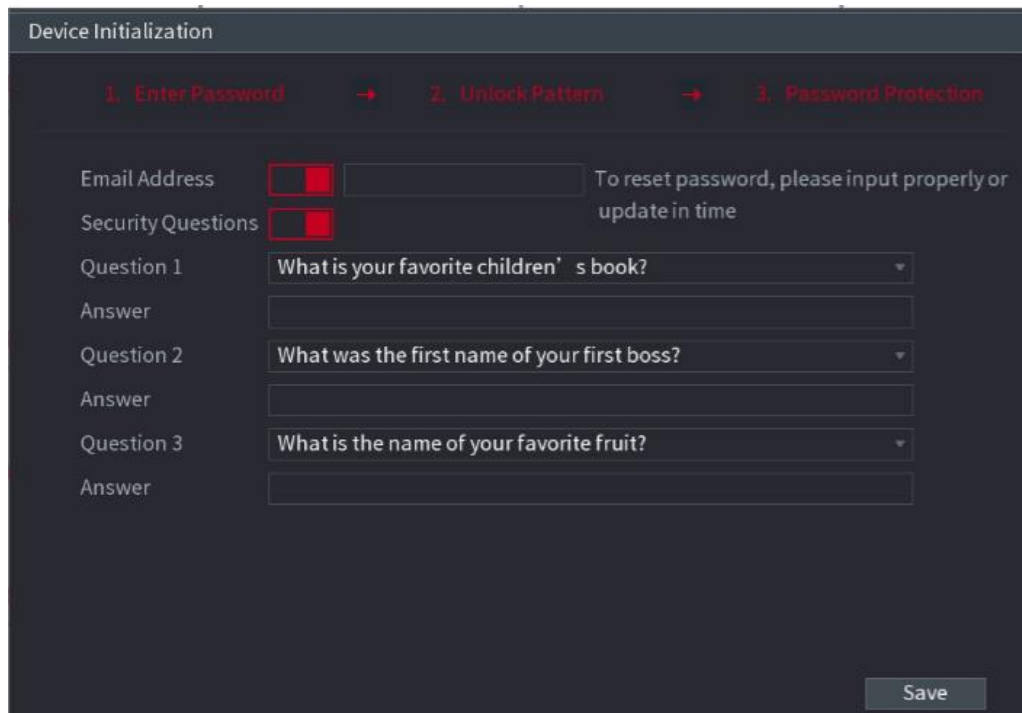 Device Initialization
1. Enter Password → 2. Unlock Pattern → 3. Password Protection
Email Address To reset password, please input properly or
update in time
Security Questions
Question 1 What is your favorite children’s book?
Answer
Question 2 What was the first name of your first boss?
Answer
Question 3 What is the name of your favorite fruit?
Answer
Save